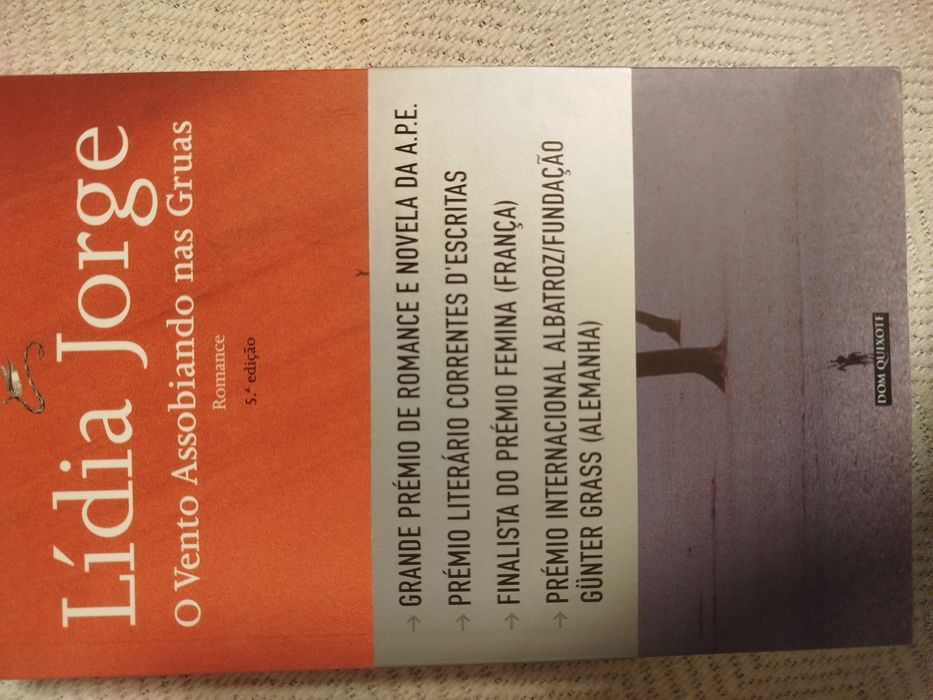 Lídia Jorge
O Vento Assobiando nas Gruas
Romance
5.ª edição
→ GRANDE PRÉMIO DE ROMANCE E NOVELA DA A.P.E.
→ PRÉMIO LITERÁRIO CORRENTES D'ESCRITAS
→ FINALISTA DO PRÉMIO FEMINA (FRANÇA)
→ PRÉMIO INTERNACIONAL ALBATROZ/FUNDAÇÃO
GÜNTER GRASS (ALEMANHA)
DOM QUIXOTE